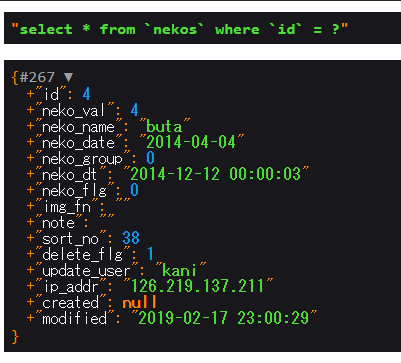 "select * from `nekos` where `id` = ?"
{#267 ▼
+"id": 4
+"neko_val": 4
+"neko_name": "buta"
+"neko_date": "2014-04-04"
+"neko_group": 0
+"neko_dt": "2014-12-12 00:00:03"
+"neko_flg": 0
+"img_fn": ""
+"note": ""
+"sort_no": 38
+"delete_flg": 1
+"update_user": "kani"
+"ip_addr": "126.219.137.211"
+"created": null
+"modified": "2019-02-17 23:00:29"
}